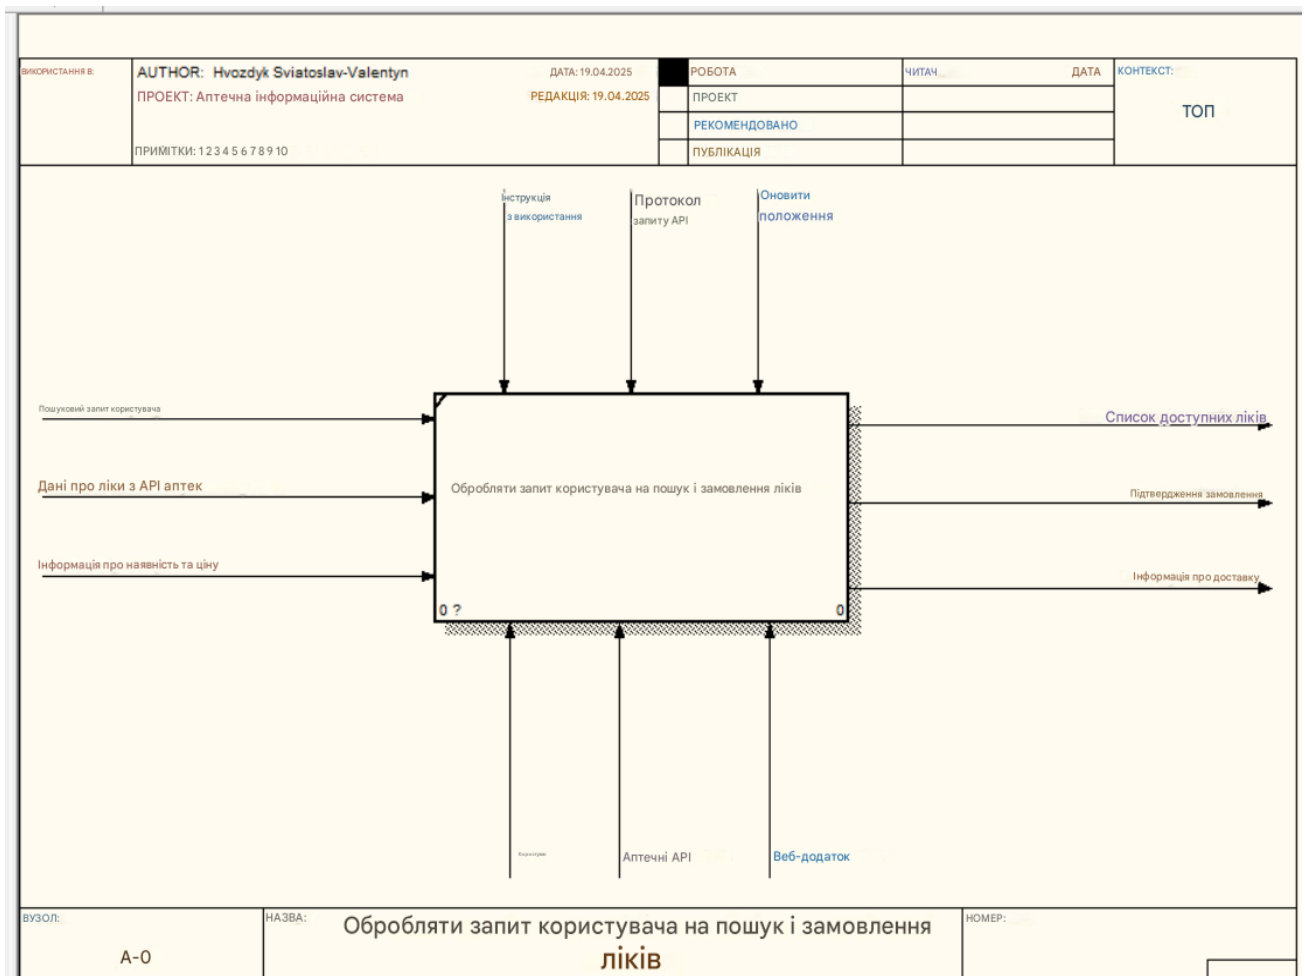 ВИКОРИСТАННЯ В:
AUTHOR: Hvozdyk Sviatoslav-Valentyn
ДАТА: 19.04.2025
ПРОЕКТ: Аптечна інформаційна система
РЕДАКЦІЯ: 19.04.2025
ПРИМІТКИ: 1 2 3 4 5 6 7 8 9 10
РОБОТА
ПРОЕКТ
РЕКОМЕНДОВАНО
ПУБЛІКАЦІЯ
ЧИТАЧ
ДАТА
КОНТЕКСТ:
ТОП
Інструкція
з використання
Протокол
запиту API
Оновити
положення
Пошуковий запит користувача
Дані про ліки з API аптек
Інформація про наявність та ціну
Обробляти запит користувача на пошук і замовлення ліків
0 ?
0
Список доступних ліків
Підтвердження замовлення
Інформація про доставку
Аптечні API
Веб-додаток
ВУЗОЛ:
A-0
НАЗВА:
Обробляти запит користувача на пошук і замовлення
ліків
НОМЕР: